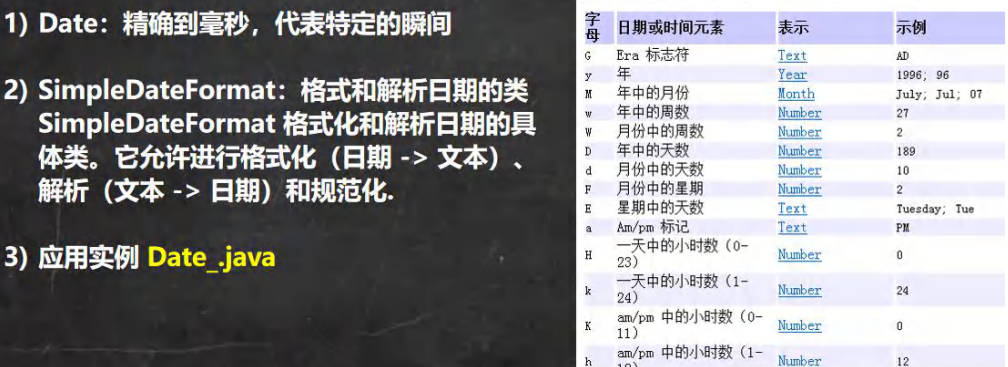 1) Date：精确到毫秒，代表特定的瞬间
2) SimpleDateFormat：格式和解析日期的类
SimpleDateFormat 格式化和解析日期的具
体类。它允许进行格式化（日期 -> 文本）、
解析（文本 -> 日期）和规范化.
3) 应用实例 Date_.java
字母 日期或时间元素 表示 示例
G Era 标志符 Text AD
y 年 Year 1996; 96
M 年中的月份 Month July; Jul; 07
w 年中的周数 Number 27
W 月份中的周数 Number 2
D 年中的天数 Number 189
d 月份中的天数 Number 10
F 月份中的星期 Number 2
E 星期中的天数 Text Tuesday; Tue
a Am/pm 标记 Text PM
H 一天中的小时数（0-
23） Number 0
k 一天中的小时数（1-
24） Number 24
K am/pm 中的小时数（0-
11） Number 0
h am/pm 中的小时数（1-
Number 12